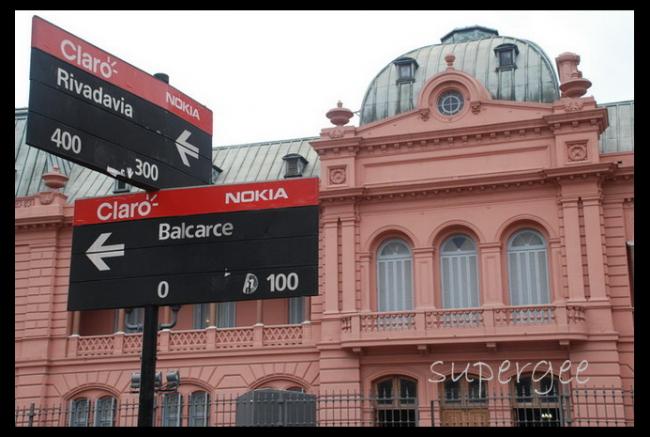 Claro NOKIA
Rivadavia
400 300
Claro NOKIA
Balcarce
0 100
supergee